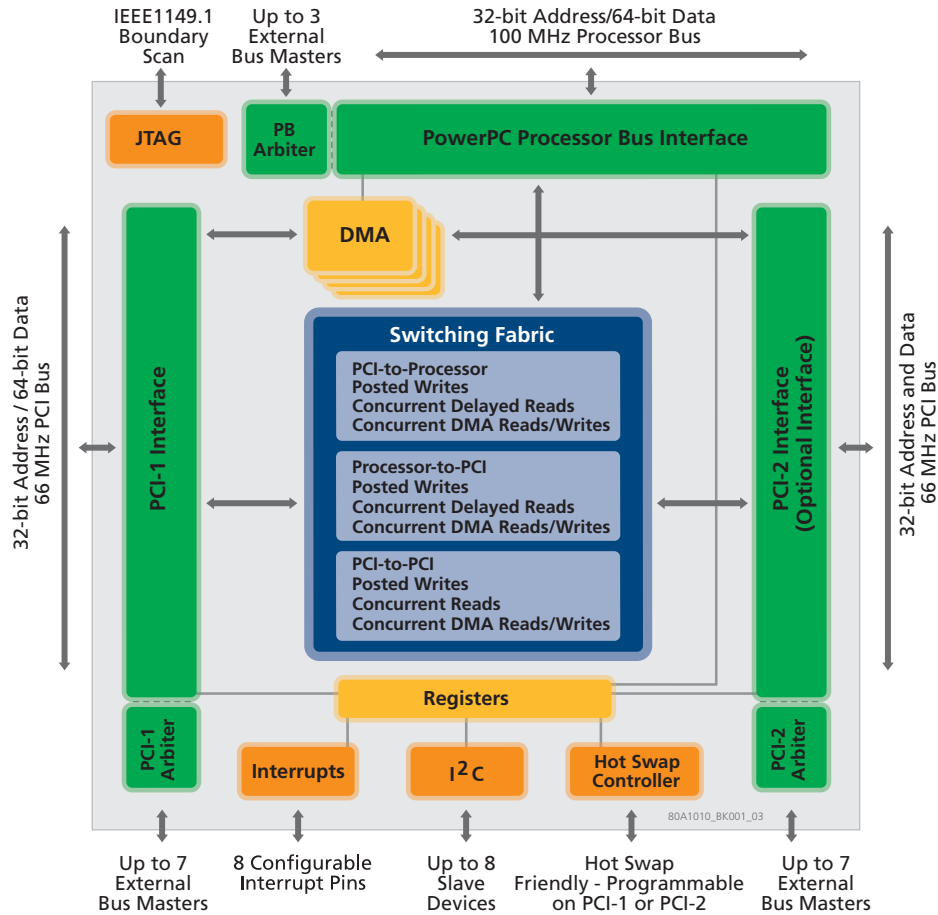 IEEE1149.1
Boundary
Scan
Up to 3
External
Bus Masters
32-bit Address/64-bit Data
100 MHz Processor Bus
JTAG
PB
Arbiter
PowerPC Processor Bus Interface
DMA
32-bit Address / 64-bit Data
66 MHz PCI Bus
PCI-1 Interface
Switching Fabric
PCI-to-Processor
Posted Writes
Concurrent Delayed Reads
Concurrent DMA Reads/Writes
Processor-to-PCI
Posted Writes
Concurrent Delayed Reads
Concurrent DMA Reads/Writes
PCI-to-PCI
Posted Writes
Concurrent Reads
Concurrent DMA Reads/Writes
PCI-2 Interface
(Optional Interface)
32-bit Address and Data
66 MHz PCI Bus
Registers
PCI-1
Arbiter
Interrupts
I²C
Hot Swap
Controller
PCI-2
Arbiter
80A1010_BK001_03
Up to 7
External
Bus Masters
8 Configurable
Interrupt Pins
Up to 8
Slave
Devices
Hot Swap
Friendly - Programmable
on PCI-1 or PCI-2
Up to 7
External
Bus Masters